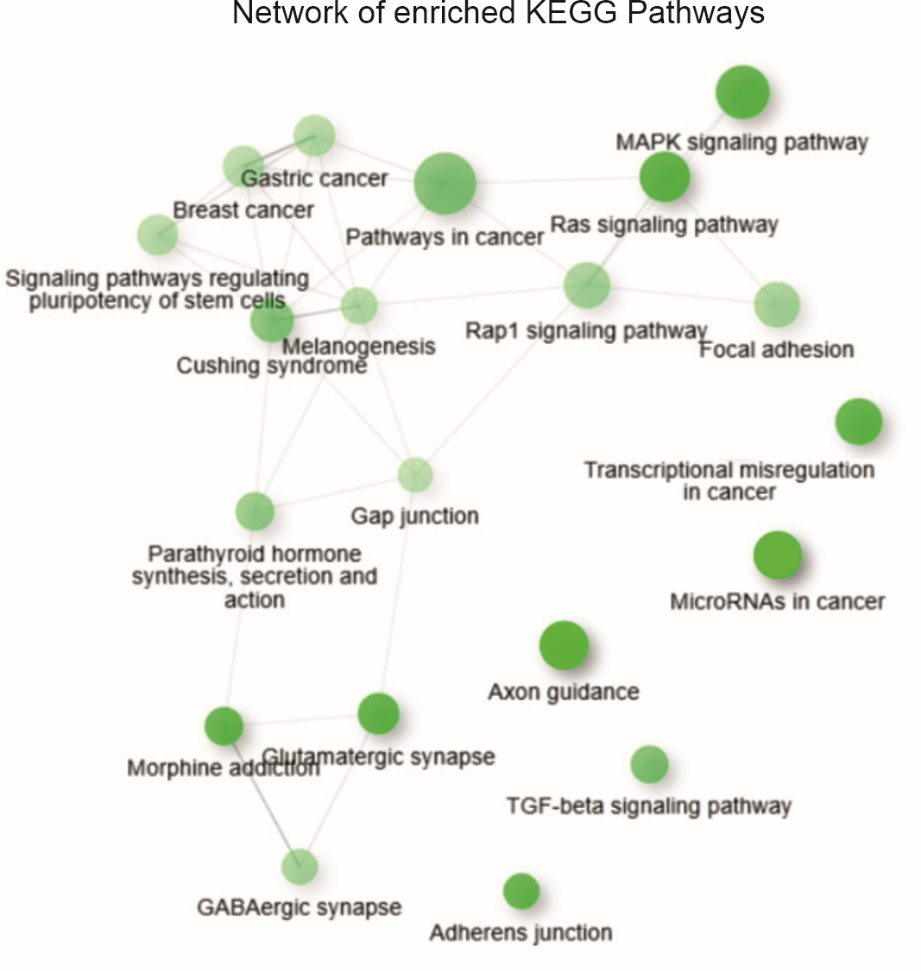 Network of enriched KEGG Pathways
MAPK signaling pathway
Gastric cancer
Breast cancer
Ras signaling pathway
Pathways in cancer
Signaling pathways regulating
pluripotency of stem cells
Rap1 signaling pathway
Melanogenesis
Focal adhesion
Cushing syndrome
Transcriptional misregulation
in cancer
Gap junction
Parathyroid hormone
synthesis, secretion and
action
MicroRNAs in cancer
Axon guidance
Glutamatergic synapse
Morphine addiction
TGF-beta signaling pathway
GABAergic synapse
Adherens junction